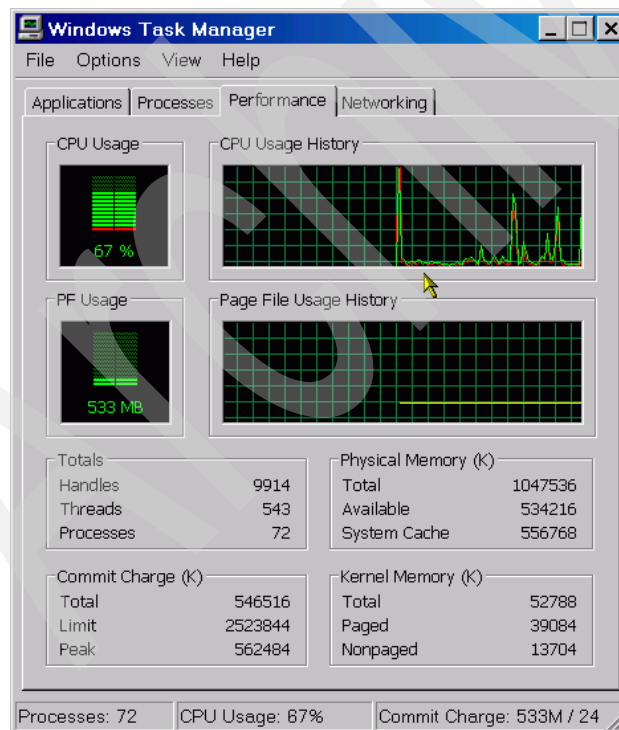 Windows Task Manager
File Options View Help
Applications Processes Performance Networking
CPU Usage CPU Usage History
67 %
PF Usage Page File Usage History
533 MB
Totals
Handles 9914
Threads 543
Processes 72
Physical Memory (K)
Total 1047536
Available 534216
System Cache 556768
Commit Charge (K)
Total 546516
Limit 2523844
Peak 562484
Kernel Memory (K)
Total 52788
Paged 39084
Nonpaged 13704
Processes: 72 CPU Usage: 67% Commit Charge: 533M / 24